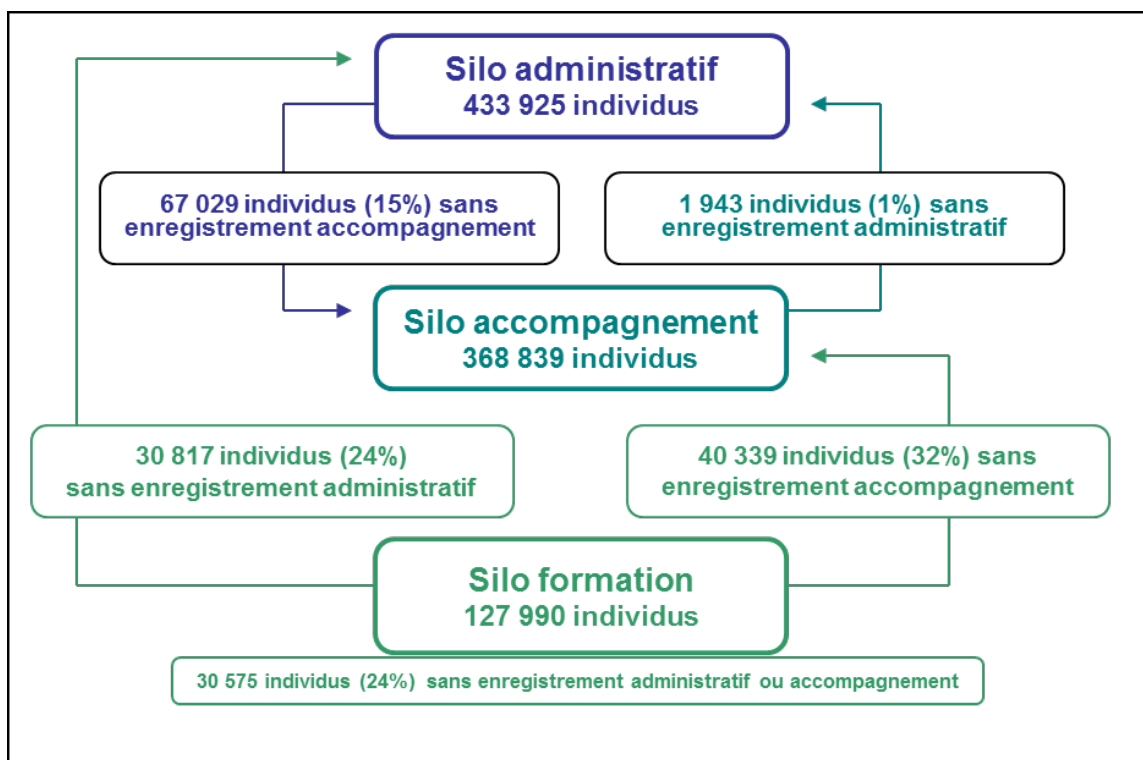 Silo administratif
433 925 individus
67 029 individus (15%) sans
enregistrement accompagnement
1 943 individus (1%) sans
enregistrement administratif
Silo accompagnement
368 839 individus
30 817 individus (24%)
sans enregistrement administratif
40 339 individus (32%) sans
enregistrement accompagnement
Silo formation
127 990 individus
30 575 individus (24%) sans enregistrement administratif ou accompagnement